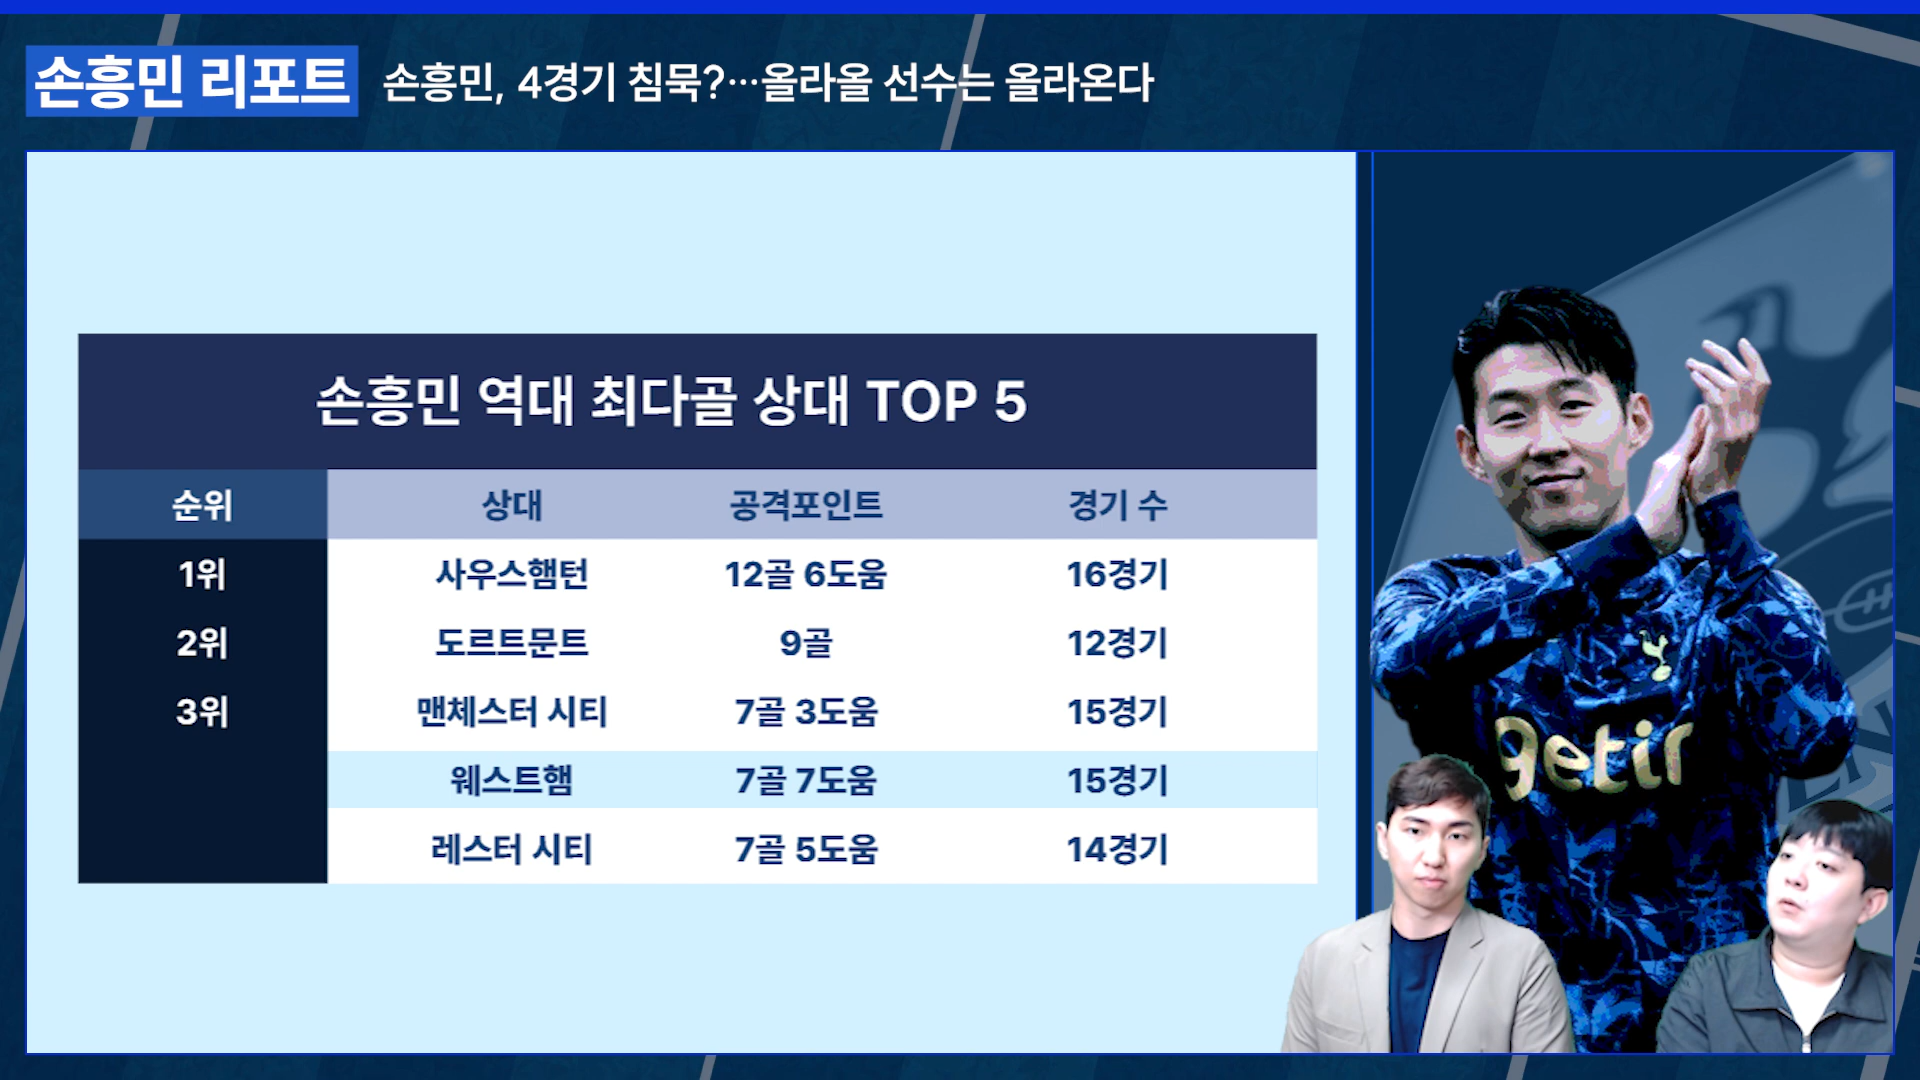 손흥민 리포트 손흥민, 4경기 침묵?…올라올 선수는 올라온다
손흥민 역대 최다골 상대 TOP 5
순위 상대 공격포인트 경기 수
1위 사우스햄턴 12골 6도움 16경기
2위 도르트문트 9골 12경기
3위 맨체스터 시티 7골 3도움 15경기
웨스트햄 7골 7도움 15경기
레스터 시티 7골 5도움 14경기
getir